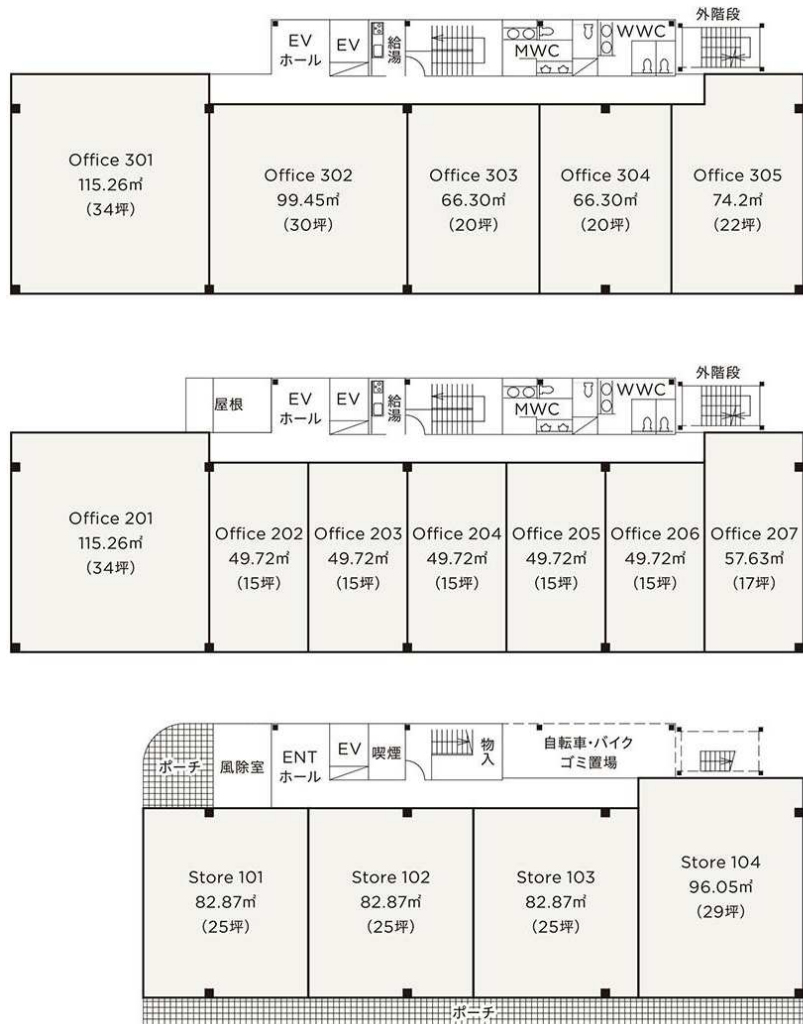 外階段
EV
ホール
EV
給湯
MWC
WWC
Office 301
115.26㎡
(34坪)
Office 302
99.45㎡
(30坪)
Office 303
66.30㎡
(20坪)
Office 304
66.30㎡
(20坪)
Office 305
74.2㎡
(22坪)
外階段
屋根
EV
ホール
EV
給湯
MWC
WWC
Office 201
115.26㎡
(34坪)
Office 202
49.72㎡
(15坪)
Office 203
49.72㎡
(15坪)
Office 204
49.72㎡
(15坪)
Office 205
49.72㎡
(15坪)
Office 206
49.72㎡
(15坪)
Office 207
57.63㎡
(17坪)
ポーチ
風除室
ENT
ホール
EV
喫煙
物入
自転車・バイク
ゴミ置場
Store 101
82.87㎡
(25坪)
Store 102
82.87㎡
(25坪)
Store 103
82.87㎡
(25坪)
Store 104
96.05㎡
(29坪)
ポーチ